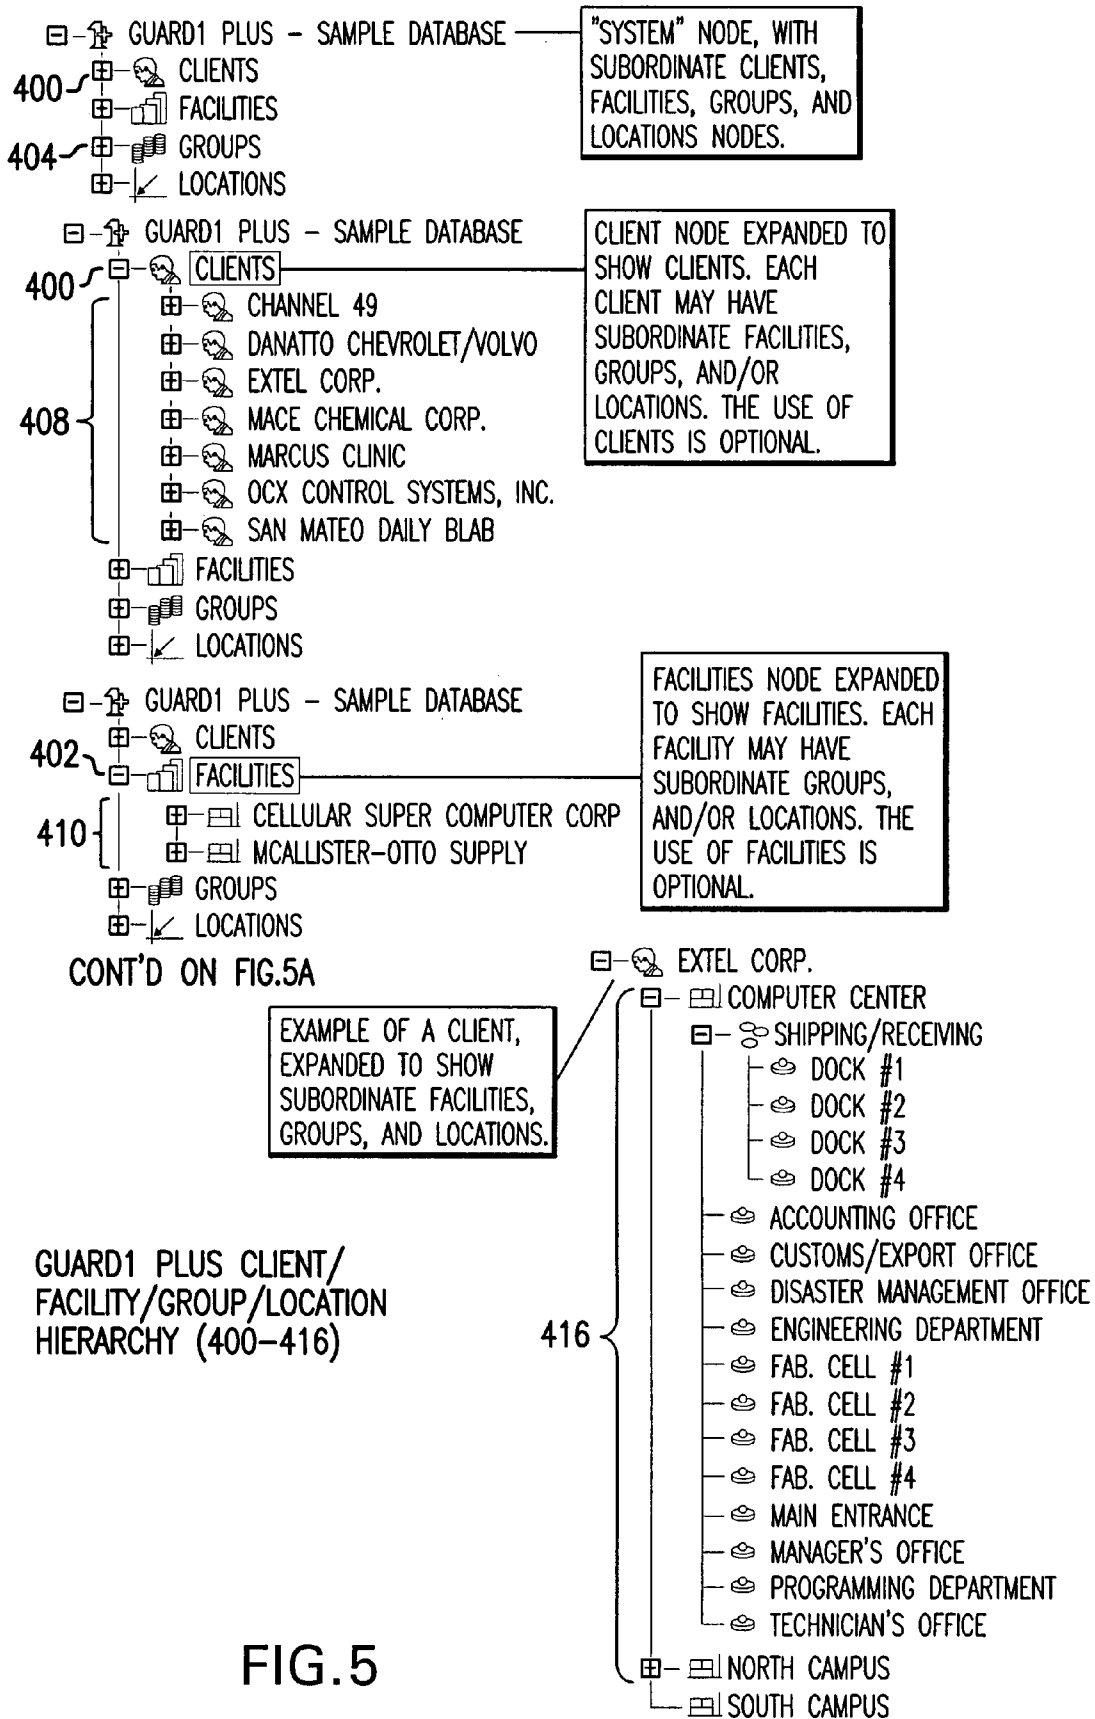 GUARD1 PLUS - SAMPLE DATABASE
"SYSTEM" NODE, WITH
SUBORDINATE CLIENTS,
FACILITIES, GROUPS, AND
LOCATIONS NODES.
400
CLIENTS
FACILITIES
404
GROUPS
LOCATIONS
GUARD1 PLUS - SAMPLE DATABASE
400
CLIENTS
CLIENT NODE EXPANDED TO
SHOW CLIENTS. EACH
CLIENT MAY HAVE
SUBORDINATE FACILITIES,
GROUPS, AND/OR
LOCATIONS. THE USE OF
CLIENTS IS OPTIONAL.
408
CHANNEL 49
DANATTO CHEVROLET/VOLVO
EXTEL CORP.
MACE CHEMICAL CORP.
MARCUS CLINIC
OCX CONTROL SYSTEMS, INC.
SAN MATEO DAILY BLAB
FACILITIES
GROUPS
LOCATIONS
GUARD1 PLUS - SAMPLE DATABASE
CLIENTS
402
FACILITIES
FACILITIES NODE EXPANDED
TO SHOW FACILITIES. EACH
FACILITY MAY HAVE
SUBORDINATE GROUPS,
AND/OR LOCATIONS. THE
USE OF FACILITIES IS
OPTIONAL.
410
CELLULAR SUPER COMPUTER CORP
MCALLISTER-OTTO SUPPLY
GROUPS
LOCATIONS
CONT'D ON FIG.5A
EXAMPLE OF A CLIENT,
EXPANDED TO SHOW
SUBORDINATE FACILITIES,
GROUPS, AND LOCATIONS.
EXTEL CORP.
416
COMPUTER CENTER
SHIPPING/RECEIVING
DOCK #1
DOCK #2
DOCK #3
DOCK #4
ACCOUNTING OFFICE
CUSTOMS/EXPORT OFFICE
DISASTER MANAGEMENT OFFICE
ENGINEERING DEPARTMENT
FAB. CELL #1
FAB. CELL #2
FAB. CELL #3
FAB. CELL #4
MAIN ENTRANCE
MANAGER'S OFFICE
PROGRAMMING DEPARTMENT
TECHNICIAN'S OFFICE
NORTH CAMPUS
SOUTH CAMPUS
GUARD1 PLUS CLIENT/
FACILITY/GROUP/LOCATION
HIERARCHY (400-416)
FIG.5